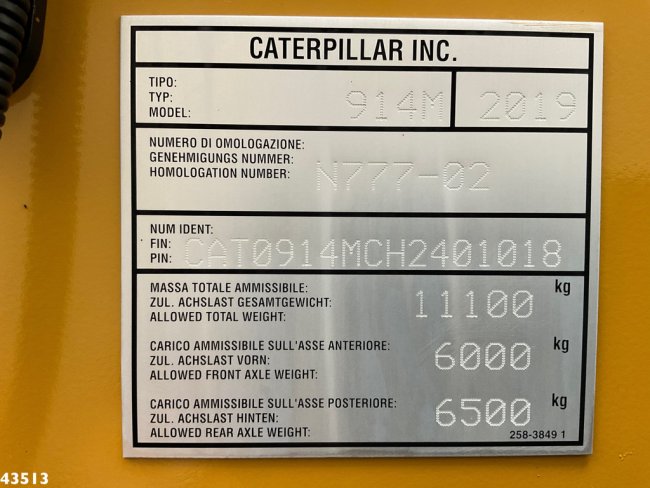 CATERPILLAR INC.
TIPO:
TYP:
MODEL: 914M 2019
NUMERO DI OMOLOGAZIONE:
GENEHMIGUNGS NUMMER:
HOMOLOGATION NUMBER: N777-02
NUM IDENT:
FIN:
PIN: CAT0914MCH2401018
MASSA TOTALE AMMISSIBILE:
ZUL. ACHSLAST GESAMTGEWICHT:
ALLOWED TOTAL WEIGHT: 11100 kg
CARICO AMMISSIBILE SULL'ASSE ANTERIORE:
ZUL. ACHSLAST VORN:
ALLOWED FRONT AXLE WEIGHT: 6000 kg
CARICO AMMISSIBILE SULL'ASSE POSTERIORE:
ZUL. ACHSLAST HINTEN:
ALLOWED REAR AXLE WEIGHT: 6500 kg
258-3849 1
43513